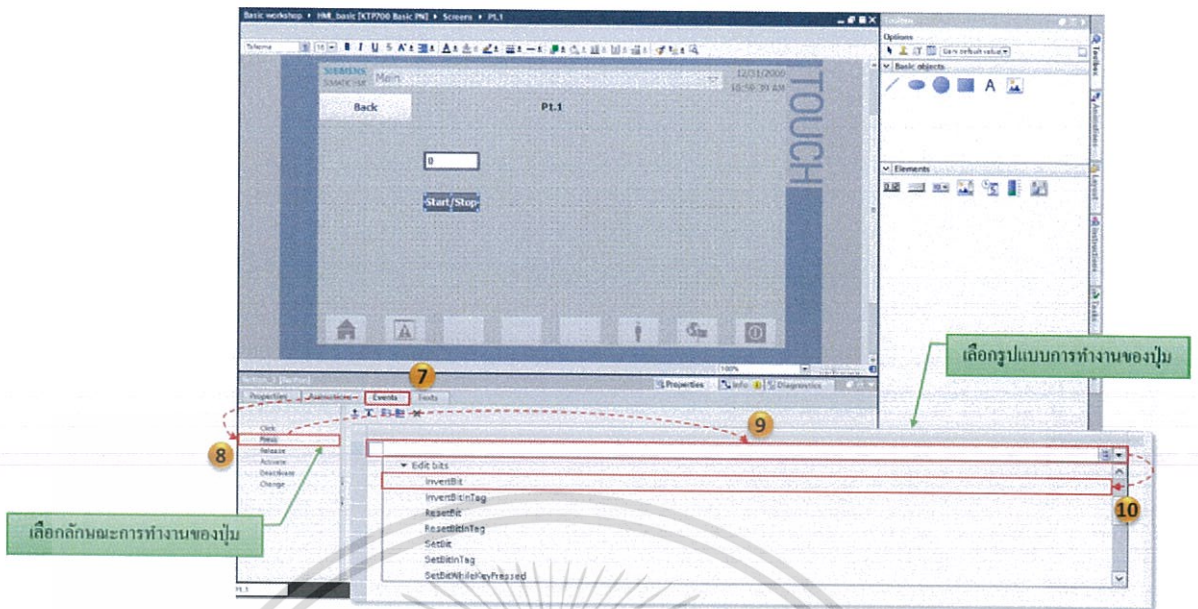 Basic workshop ▸ HMI_basic [KTP700 Basic PN] ▸ Screens ▸ P1.1
Tahoma
Options
Basic objects
SIEMENS
SIMATIC HMI
Main
12/31/2000
10:59:39 AM
TOUCH
Back
P1.1
0
Start/Stop
Elements
Toolbox
Animations
Layout
Instructions
Tasks
เลือกรูปแบบการทำงานของปุ่ม
100%
7
Properties
Info
Diagnostics
Properties
Animations
Events
Texts
8
9
Click
Press
Release
Activate
Deactivate
Change
Edit bits
InvertBit
InvertBitInTag
ResetBit
ResetBitInTag
SetBit
SetBitInTag
SetBitWhileKeyPressed
10
เลือกลักษณะการทำงานของปุ่ม